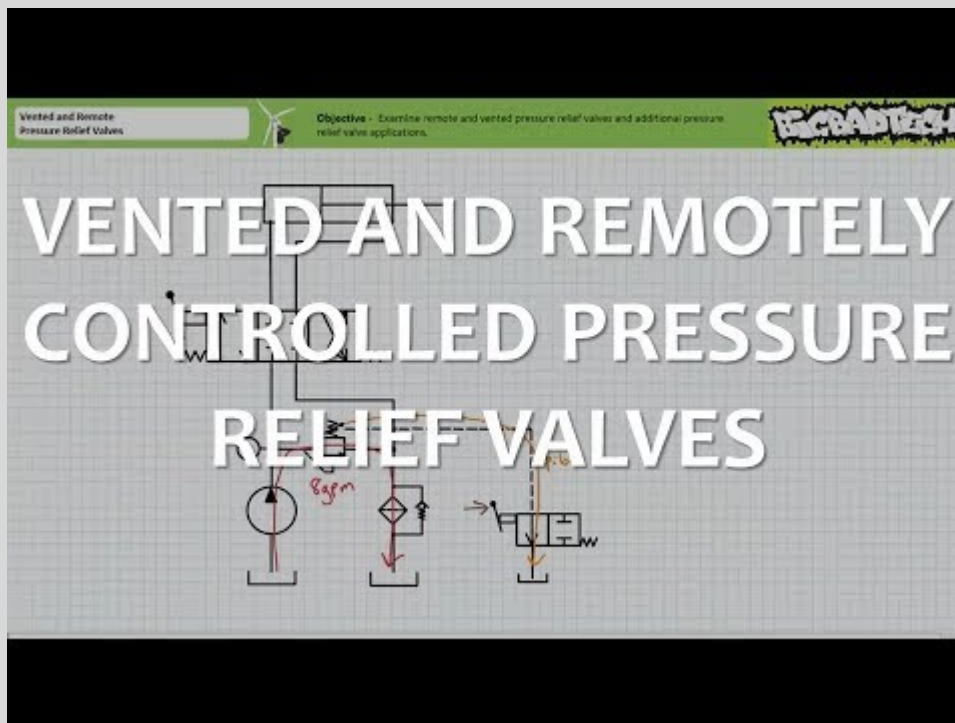 Vented and Remote
Pressure Relief Valves
Objective - Examine remote and vented pressure relief valves and additional pressure
relief valve applications.
BIGBADTECH
VENTED AND REMOTELY
CONTROLLED PRESSURE
RELIEF VALVES
8gpm